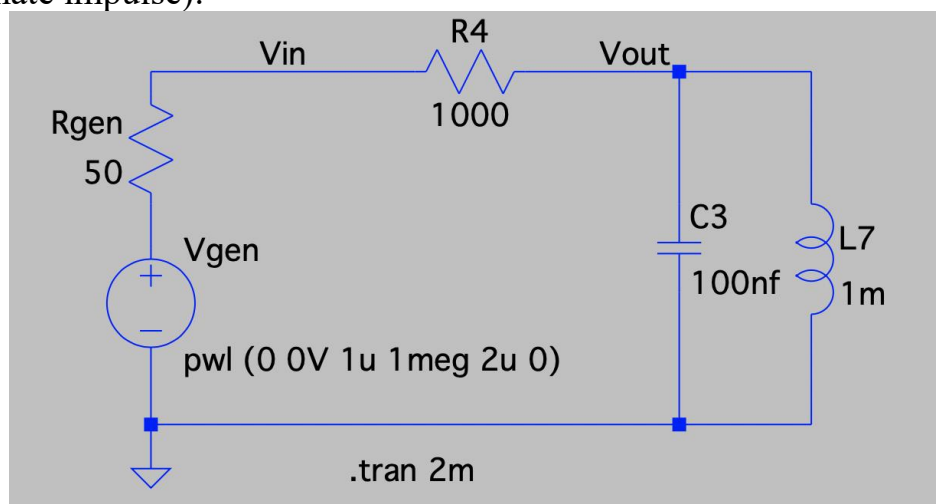 Vin
R4
1000
Vout
Rgen
50
Vgen
pwl (0 0V 1u 1meg 2u 0)
C3
100nf
L7
1m
.tran 2m